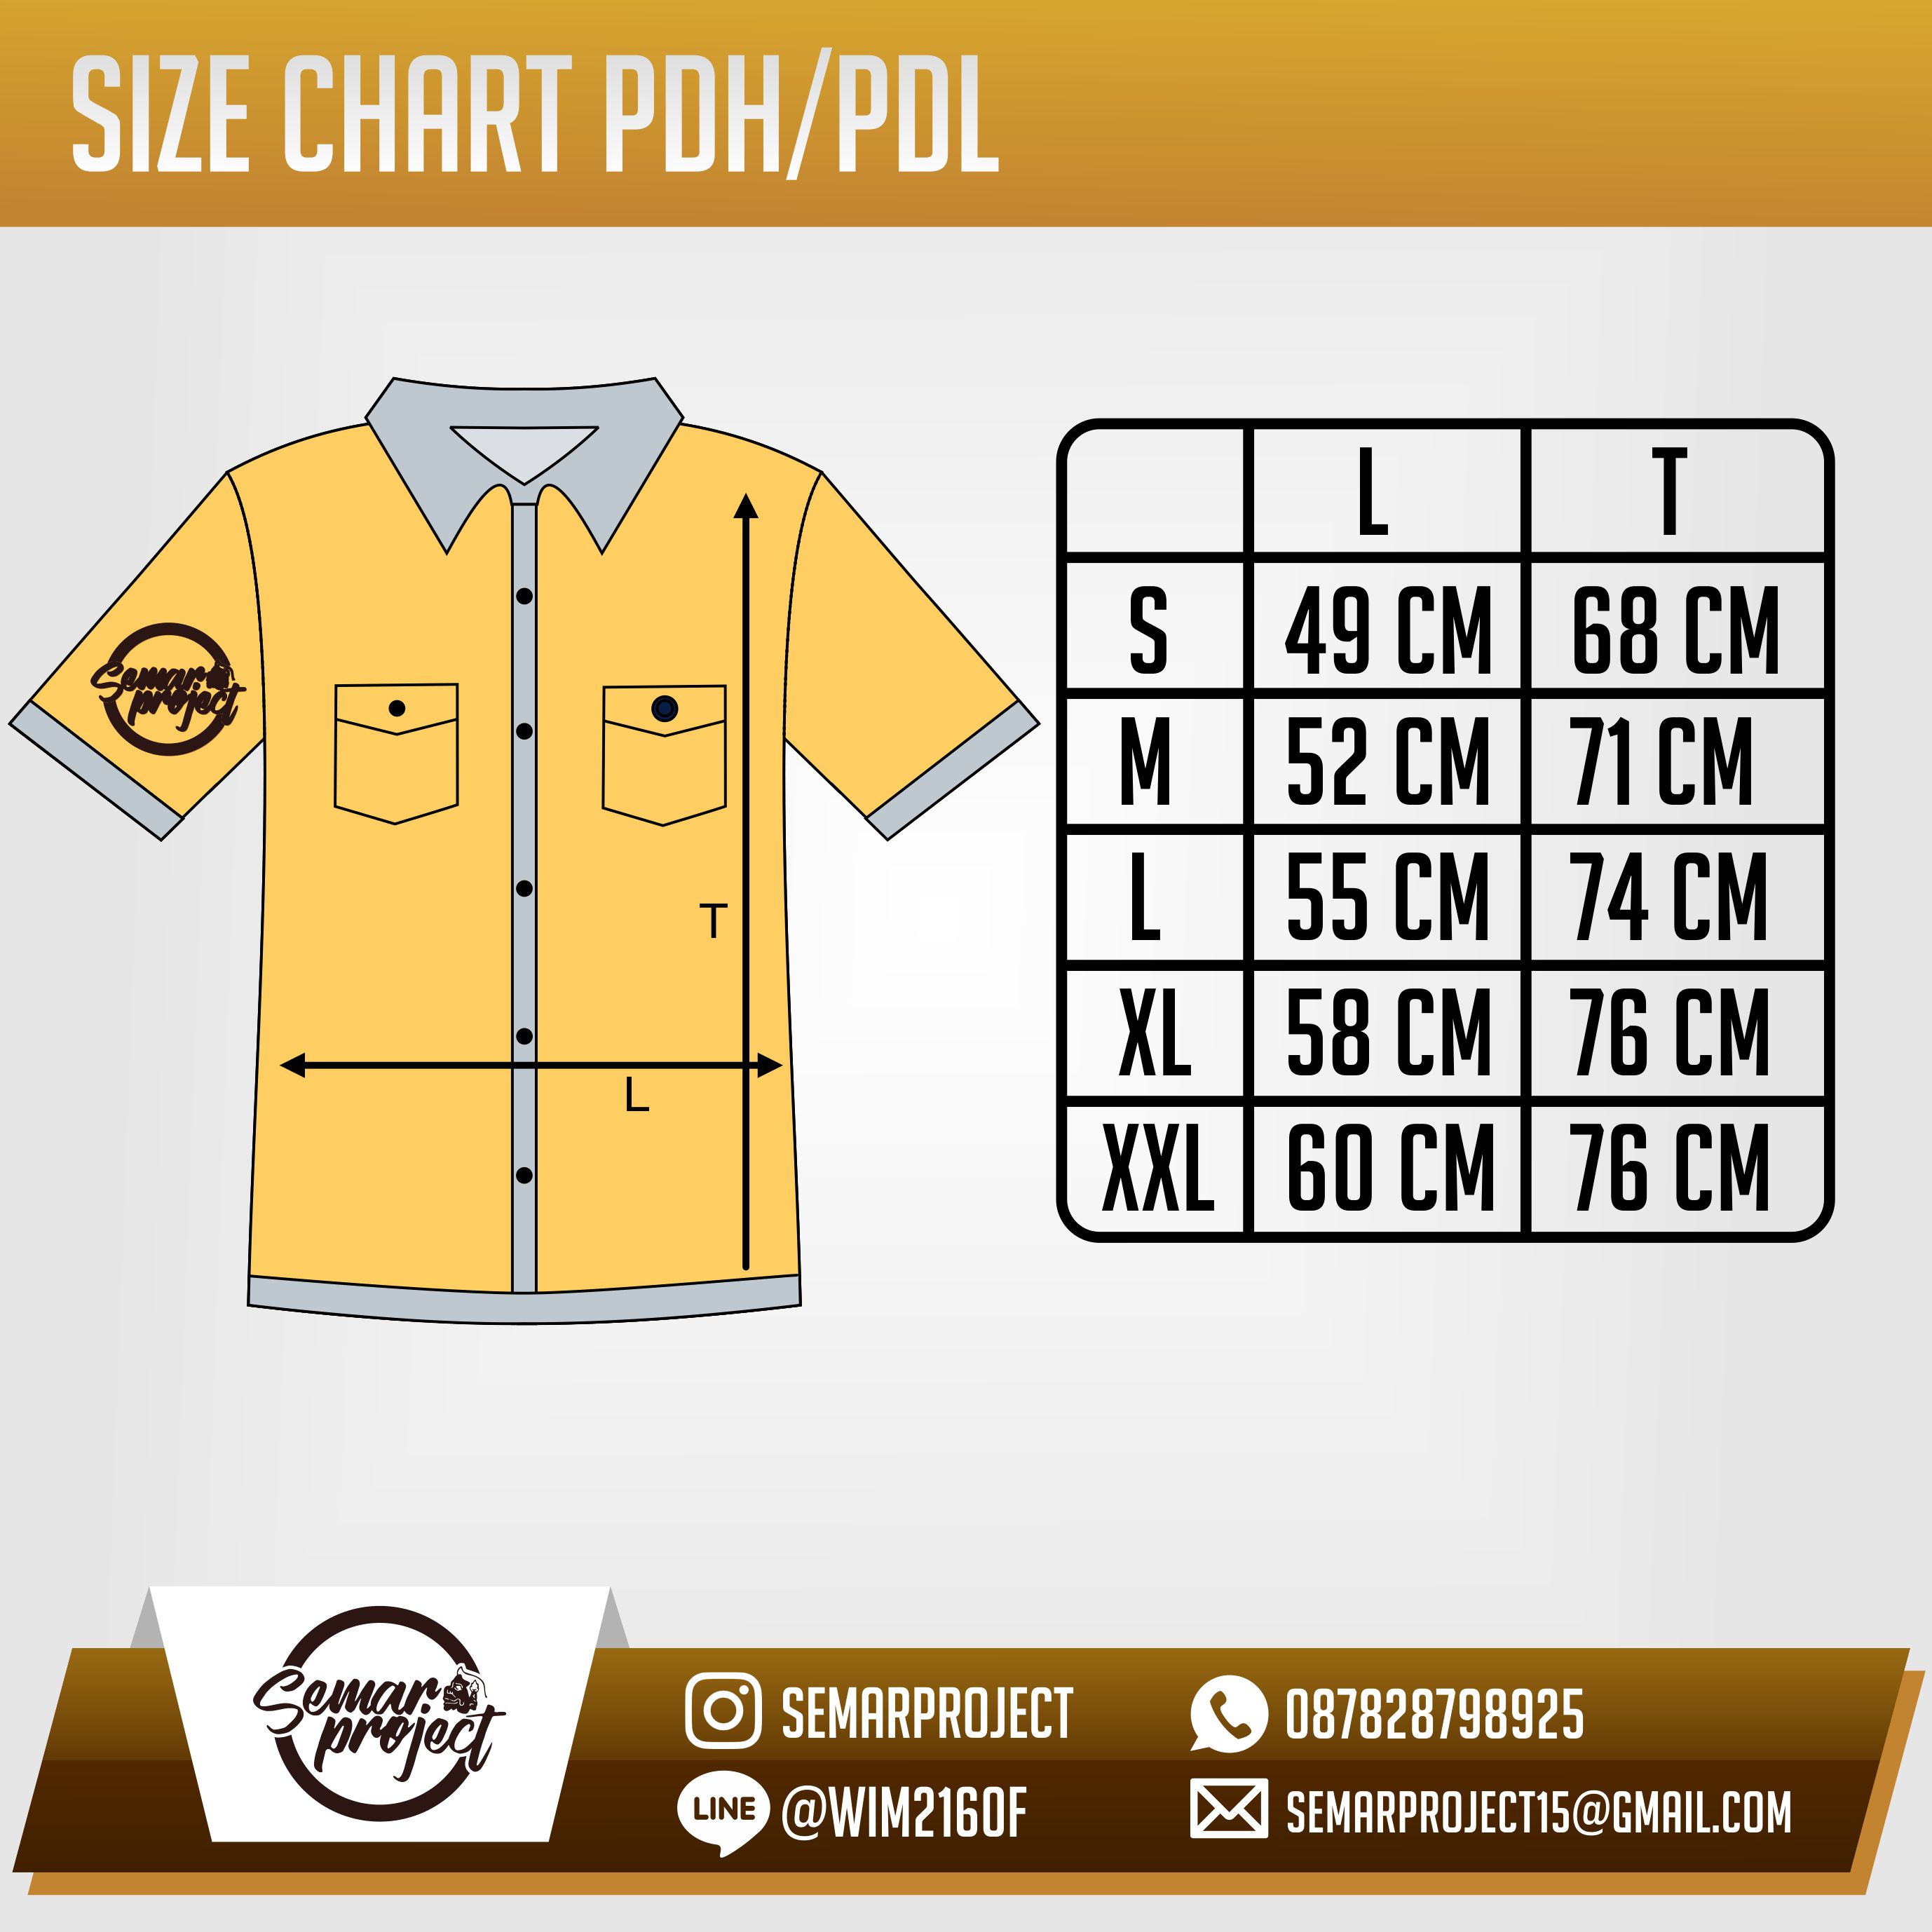 SIZE CHART PDH/PDL
Semar
project
T
L
L T
S 49 CM 68 CM
M 52 CM 71 CM
L 55 CM 74 CM
XL 58 CM 76 CM
XXL 60 CM 76 CM
Semar
project
SEMARPROJECT
087828798925
LINE @WIM2160F
SEMARPROJECT15@GMAIL.COM